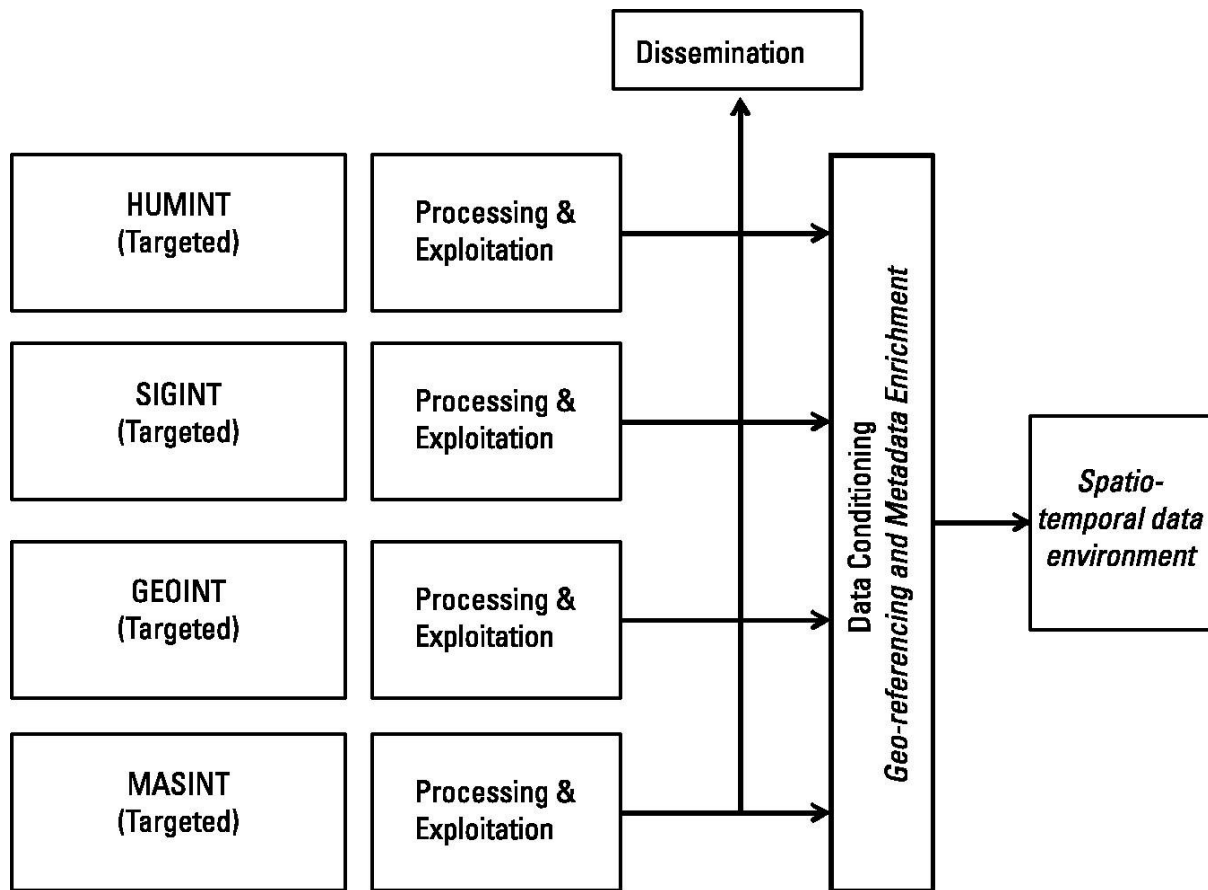 Dissemination
HUMINT
(Targeted)
Processing &
Exploitation
SIGINT
(Targeted)
Processing &
Exploitation
GEOINT
(Targeted)
Processing &
Exploitation
MASINT
(Targeted)
Processing &
Exploitation
Data Conditioning
Geo-referencing and Metadata Enrichment
Spatio-
temporal data
environment